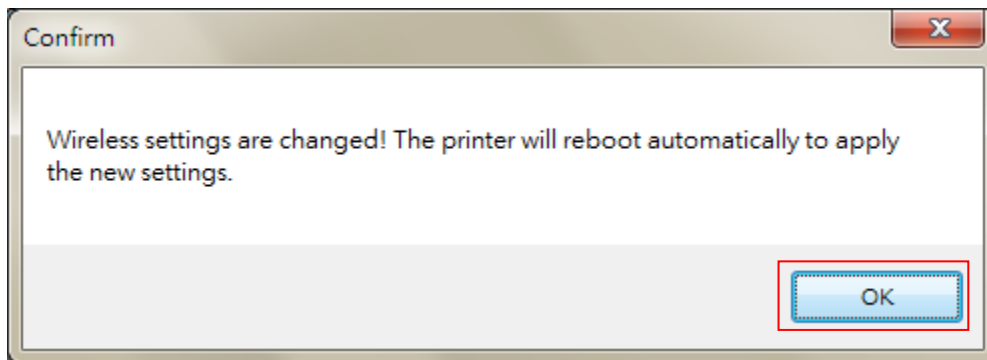 Confirm
Wireless settings are changed! The printer will reboot automatically to apply
the new settings.
OK